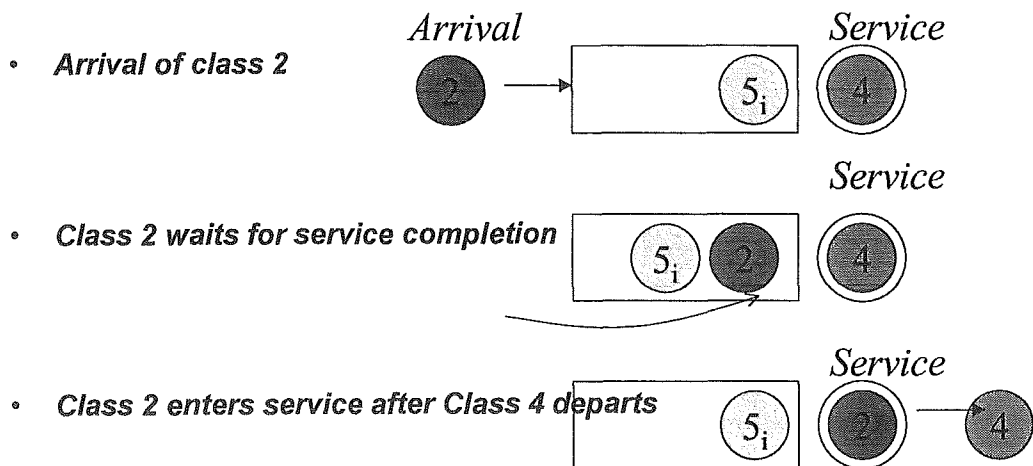 Arrival Service
• Arrival of class 2 2 5i 4
Service
• Class 2 waits for service completion 5i 2 4
Service
• Class 2 enters service after Class 4 departs 5i 2 4